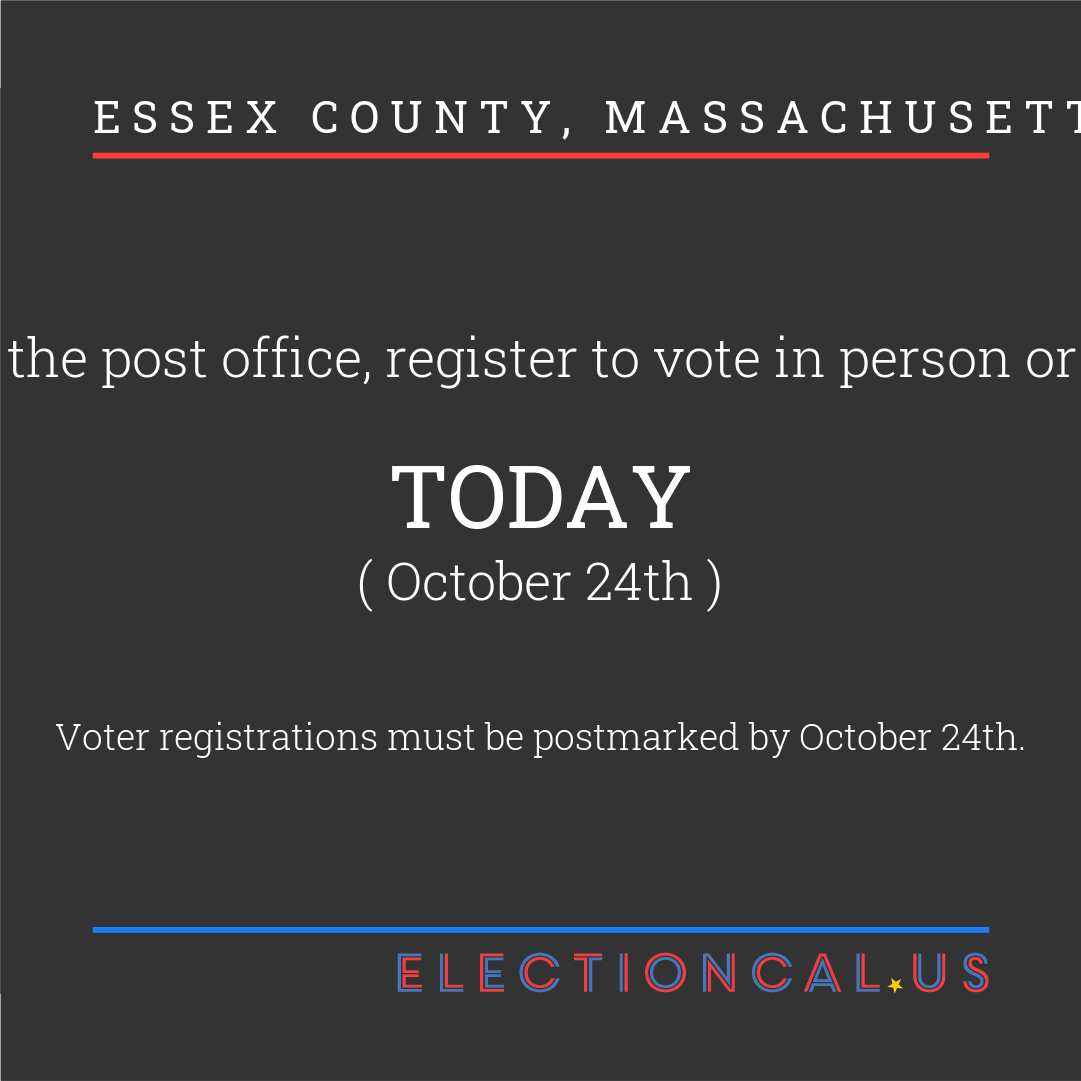 ESSEX COUNTY, MASSACHUSETT
the post office, register to vote in person or
TODAY
( October 24th )
Voter registrations must be postmarked by October 24th.
ELECTIONCAL.US